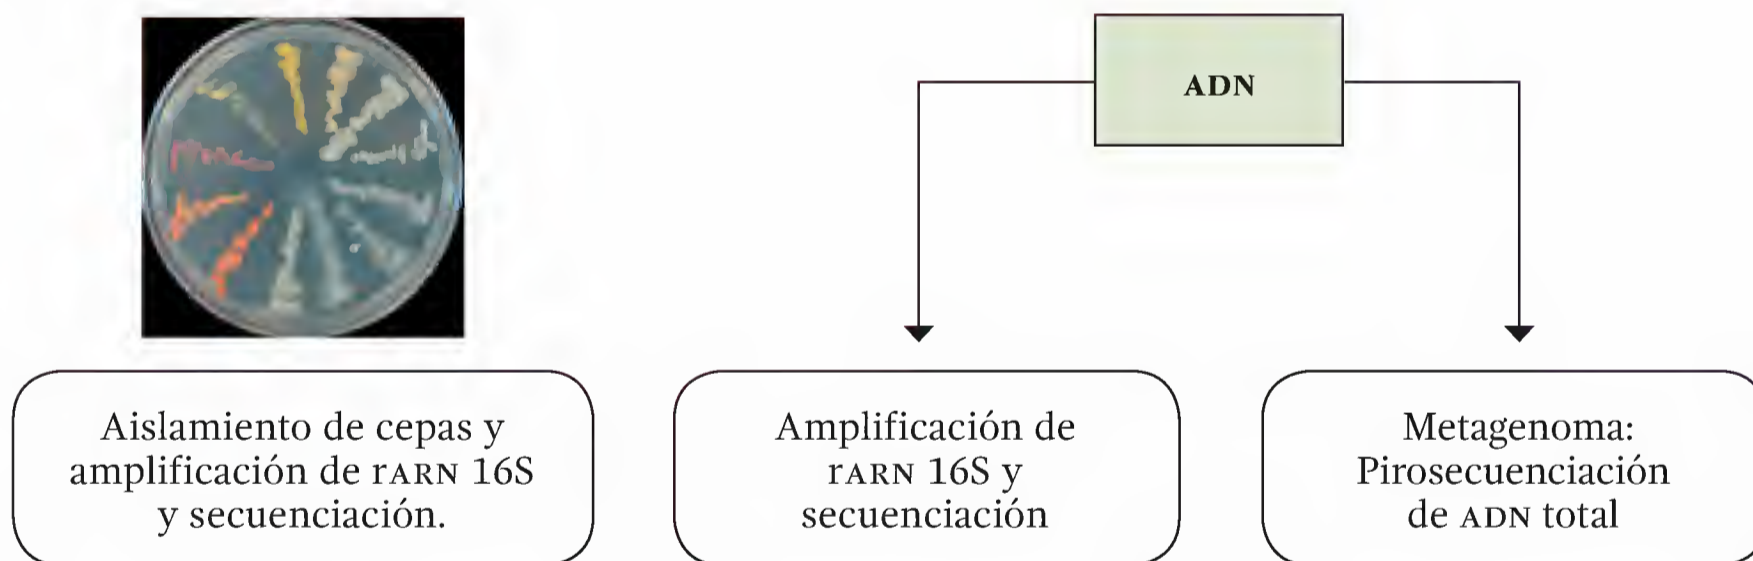 ADN
Aislamiento de cepas y
amplificación de rARN 16S
y secuenciación.
Amplificación de
rARN 16S y
secuenciación
Metagenoma:
Pirosecuenciación
de ADN total